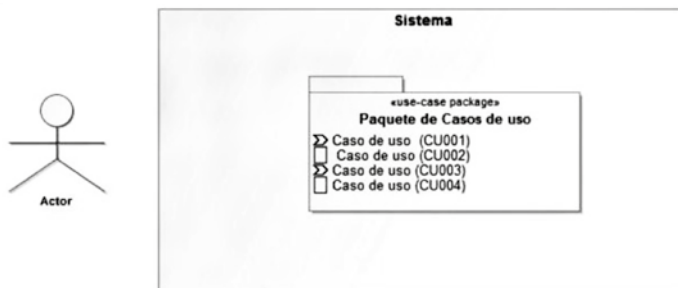 Sistema
«use-case package»
Paquete de Casos de uso
Caso de uso (CU001)
Caso de uso (CU002)
Caso de uso (CU003)
Caso de uso (CU004)
Actor